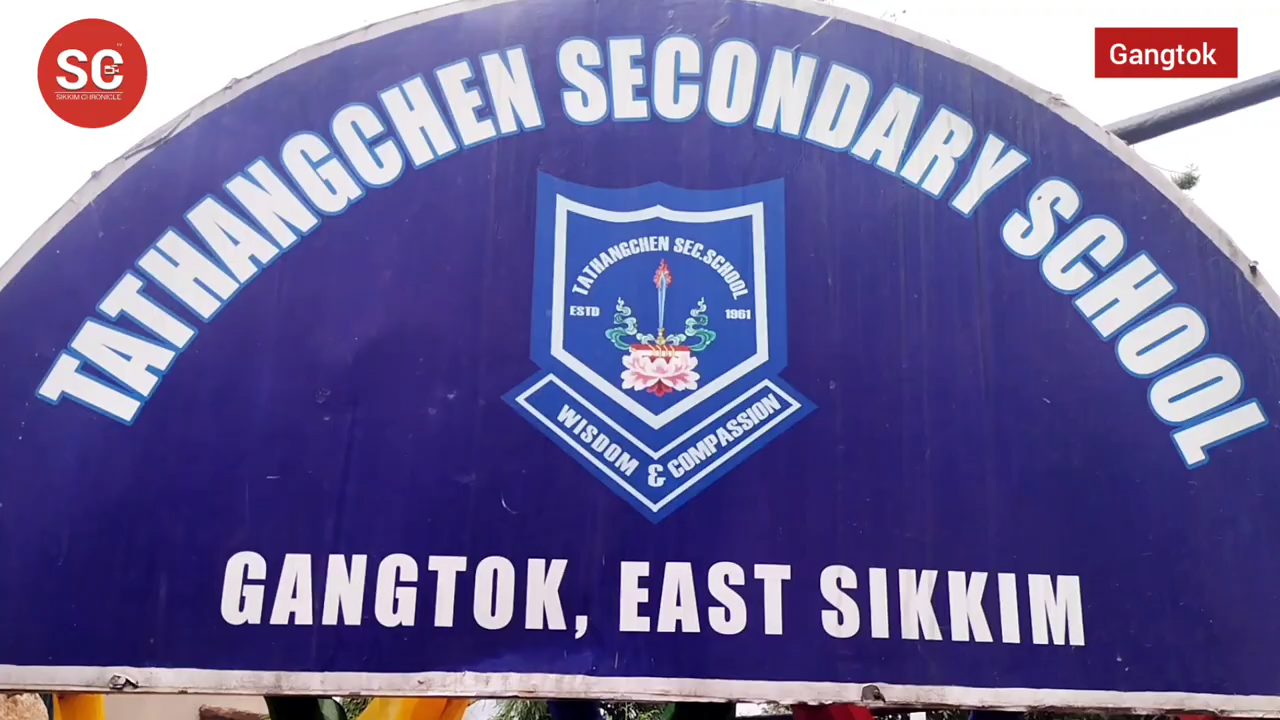 SC
SIKKIM CHRONICLE
Gangtok
TATHANGCHEN SECONDARY SCHOOL
TATHANGCHEN SEC.SCHOOL
ESTD 1961
WISDOM & COMPASSION
GANGTOK, EAST SIKKIM